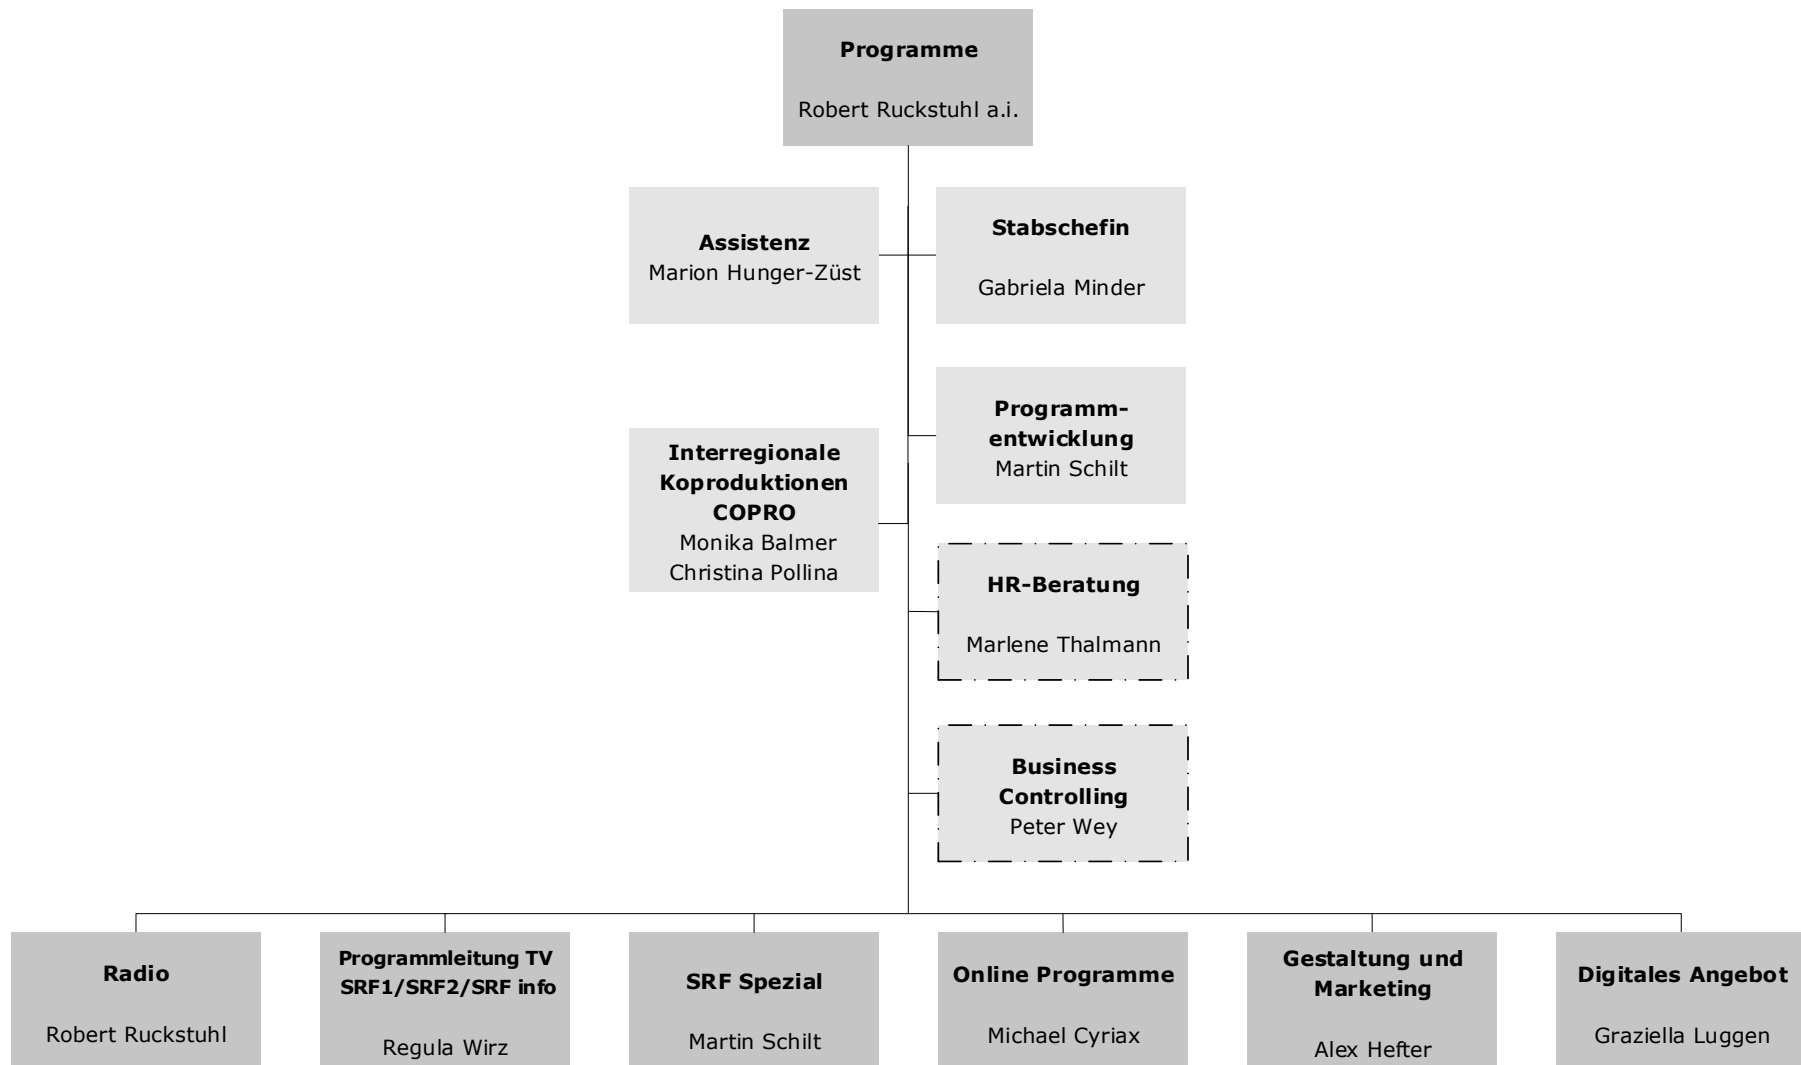 Programme
Robert Ruckstuhl a.i.
Assistenz
Marion Hunger-Züst
Stabschefin
Gabriela Minder
Programm-
entwicklung
Martin Schilt
Interregionale
Koproduktionen
COPRO
Monika Balmer
Christina Pollina
HR-Beratung
Marlene Thalmann
Business
Controlling
Peter Wey
Radio
Robert Ruckstuhl
Programmleitung TV
SRF1/SRF2/SRF info
Regula Wirz
SRF Spezial
Martin Schilt
Online Programme
Michael Cyriax
Gestaltung und
Marketing
Alex Hefter
Digitales Angebot
Graziella Luggen